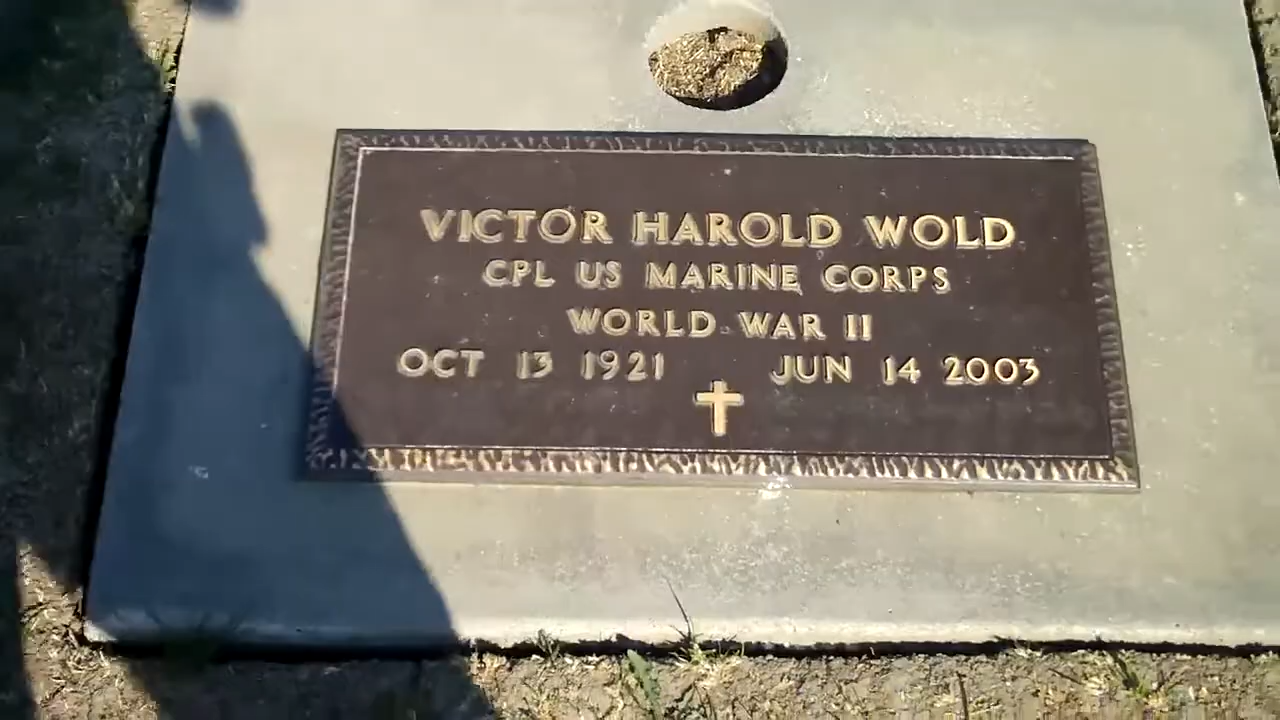 VICTOR HAROLD WOLD
CPL US MARINE CORPS
WORLD WAR II
OCT 13 1921 JUN 14 2003